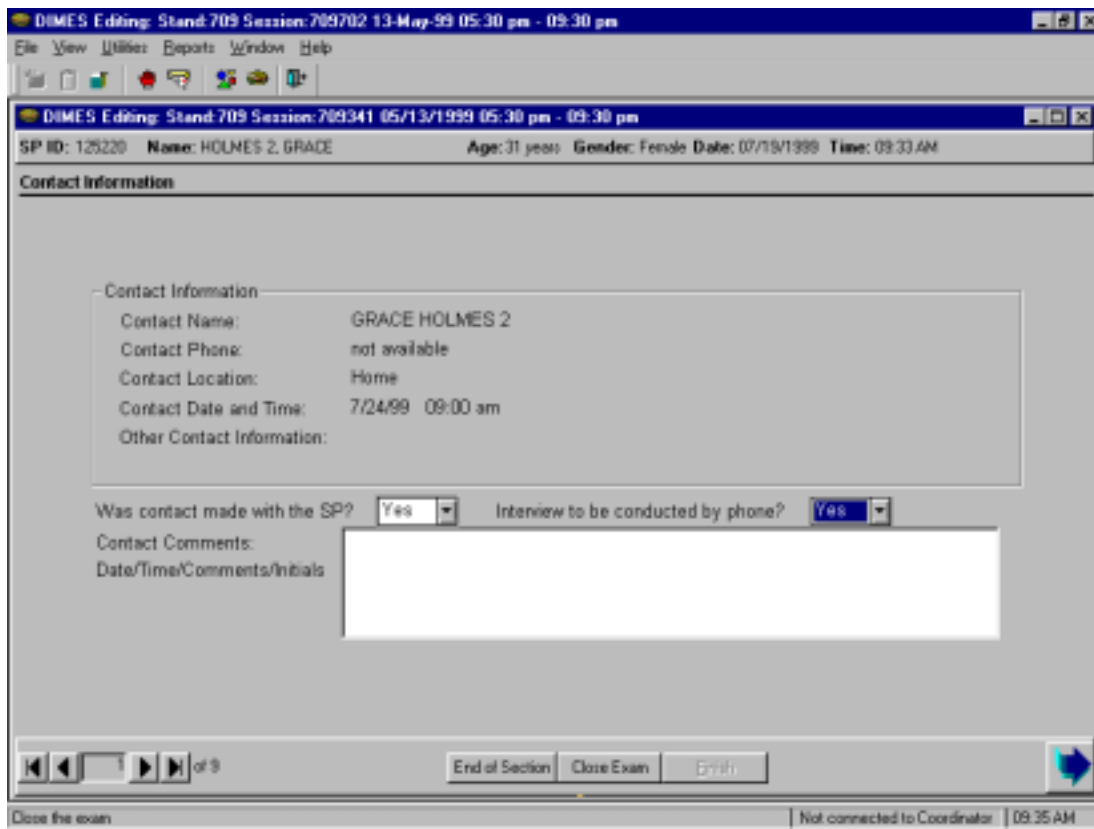 DIMES Editing: Stand:709 Session:709702 13-May-99 05:30 pm - 09:30 pm
File View Utilities Reports Window Help
DIMES Editing: Stand:709 Session:709341 05/13/1999 05:30 pm - 09:30 pm
SP ID: 125220 Name: HOLMES 2, GRACE Age: 31 years Gender: Female Date: 07/19/1999 Time: 09:33 AM
Contact Information
Contact Information
Contact Name: GRACE HOLMES 2
Contact Phone: not available
Contact Location: Home
Contact Date and Time: 7/24/99 09:00 am
Other Contact Information:
Was contact made with the SP? Yes Interview to be conducted by phone? Yes
Contact Comments:
Date/Time/Comments/Initials
1 of 9 End of Section Close Exam Finish
Close the exam Not connected to Coordinator 09:35 AM